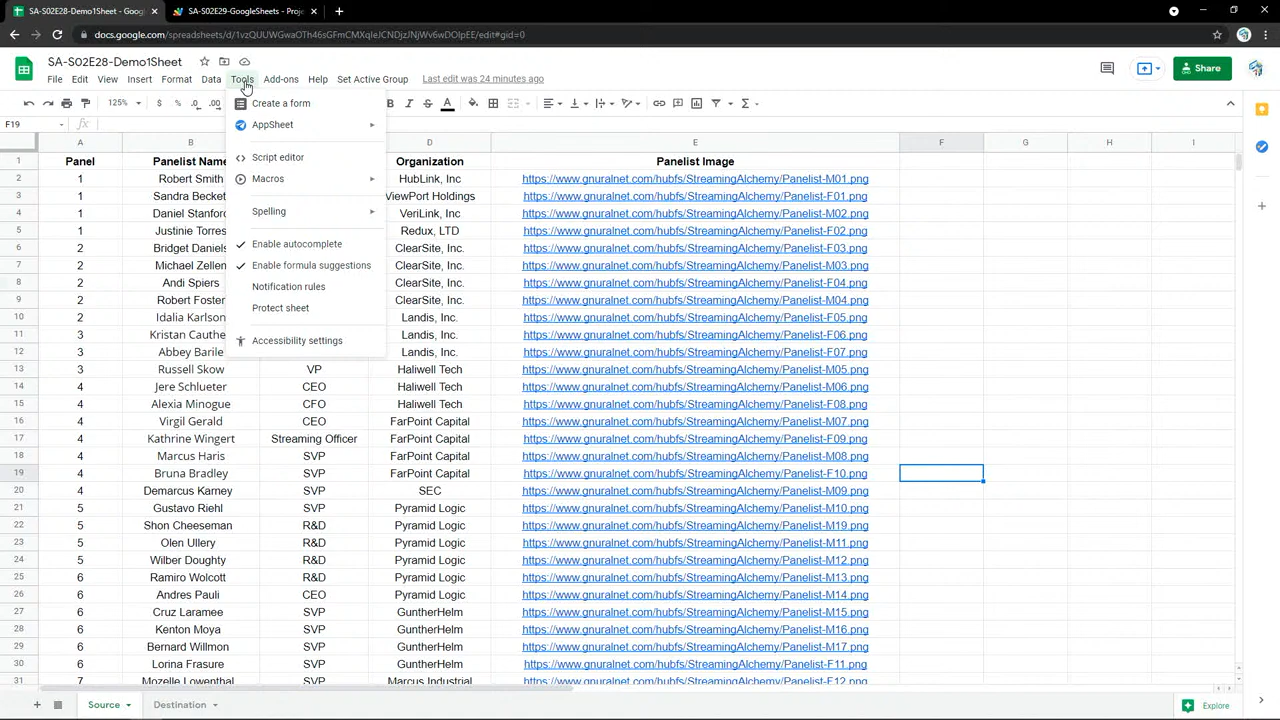 SA-S02E28-Demo1Sheet - Googl
SA-S02E29-GoogleSheets - Proje
docs.google.com/spreadsheets/d/1vzQUUWGwaOTh46sGFmCMXqIeJCNDjzJNjWv6wDOlpEE/edit#gid=0
SA-S02E28-Demo1Sheet
File Edit View Insert Format Data Tools Add-ons Help Set Active Group Last edit was 24 minutes ago
Share
125% $ % .0 .00
F19 fx
Create a form
AppSheet
Script editor
Macros
Spelling
Enable autocomplete
Enable formula suggestions
Notification rules
Protect sheet
Accessibility settings
A B D E F G H I
1 Panel Panelist Name Organization Panelist Image
2 1 Robert Smith HubLink, Inc https://www.gnuralnet.com/hubfs/StreamingAlchemy/Panelist-M01.png
3 1 Sandra Becket ViewPort Holdings https://www.gnuralnet.com/hubfs/StreamingAlchemy/Panelist-F01.png
4 1 Daniel Stanford VeriLink, Inc https://www.gnuralnet.com/hubfs/StreamingAlchemy/Panelist-M02.png
5 1 Justinie Torres Redux, LTD https://www.gnuralnet.com/hubfs/StreamingAlchemy/Panelist-F02.png
6 2 Bridget Daniels ClearSite, Inc. https://www.gnuralnet.com/hubfs/StreamingAlchemy/Panelist-F03.png
7 2 Michael Zellen ClearSite, Inc. https://www.gnuralnet.com/hubfs/StreamingAlchemy/Panelist-M03.png
8 2 Andi Spiers ClearSite, Inc. https://www.gnuralnet.com/hubfs/StreamingAlchemy/Panelist-F04.png
9 2 Robert Foster ClearSite, Inc. https://www.gnuralnet.com/hubfs/StreamingAlchemy/Panelist-M04.png
10 2 Idalia Karlson Landis, Inc. https://www.gnuralnet.com/hubfs/StreamingAlchemy/Panelist-F05.png
11 3 Kristan Cauthe Landis, Inc. https://www.gnuralnet.com/hubfs/StreamingAlchemy/Panelist-F06.png
12 3 Abbey Barile Landis, Inc. https://www.gnuralnet.com/hubfs/StreamingAlchemy/Panelist-F07.png
13 3 Russell Skow VP Haliwell Tech https://www.gnuralnet.com/hubfs/StreamingAlchemy/Panelist-M05.png
14 4 Jere Schlueter CEO Haliwell Tech https://www.gnuralnet.com/hubfs/StreamingAlchemy/Panelist-M06.png
15 4 Alexia Minogue CFO Haliwell Tech https://www.gnuralnet.com/hubfs/StreamingAlchemy/Panelist-F08.png
16 4 Virgil Gerald CEO FarPoint Capital https://www.gnuralnet.com/hubfs/StreamingAlchemy/Panelist-M07.png
17 4 Kathrine Wingert Streaming Officer FarPoint Capital https://www.gnuralnet.com/hubfs/StreamingAlchemy/Panelist-F09.png
18 4 Marcus Haris SVP FarPoint Capital https://www.gnuralnet.com/hubfs/StreamingAlchemy/Panelist-M08.png
19 4 Bruna Bradley SVP FarPoint Capital https://www.gnuralnet.com/hubfs/StreamingAlchemy/Panelist-F10.png
20 4 Demarcus Karney SVP SEC https://www.gnuralnet.com/hubfs/StreamingAlchemy/Panelist-M09.png
21 5 Gustavo Riehl SVP Pyramid Logic https://www.gnuralnet.com/hubfs/StreamingAlchemy/Panelist-M10.png
22 5 Shon Cheeseman R&D Pyramid Logic https://www.gnuralnet.com/hubfs/StreamingAlchemy/Panelist-M19.png
23 5 Olen Ullery R&D Pyramid Logic https://www.gnuralnet.com/hubfs/StreamingAlchemy/Panelist-M11.png
24 5 Wilber Doughty R&D Pyramid Logic https://www.gnuralnet.com/hubfs/StreamingAlchemy/Panelist-M12.png
25 6 Ramiro Wolcott R&D Pyramid Logic https://www.gnuralnet.com/hubfs/StreamingAlchemy/Panelist-M13.png
26 6 Andres Pauli CEO Pyramid Logic https://www.gnuralnet.com/hubfs/StreamingAlchemy/Panelist-M14.png
27 6 Cruz Laramee SVP GuntherHelm https://www.gnuralnet.com/hubfs/StreamingAlchemy/Panelist-M15.png
28 6 Kenton Moya SVP GuntherHelm https://www.gnuralnet.com/hubfs/StreamingAlchemy/Panelist-M16.png
29 6 Bernard Willmon SVP GuntherHelm https://www.gnuralnet.com/hubfs/StreamingAlchemy/Panelist-M17.png
30 6 Lorina Frasure SVP GuntherHelm https://www.gnuralnet.com/hubfs/StreamingAlchemy/Panelist-F11.png
31 7 Mozelle Lowenthal SVP Marcus Industrial https://www.gnuralnet.com/hubfs/StreamingAlchemy/Panelist-F12.png
Source Destination Explore